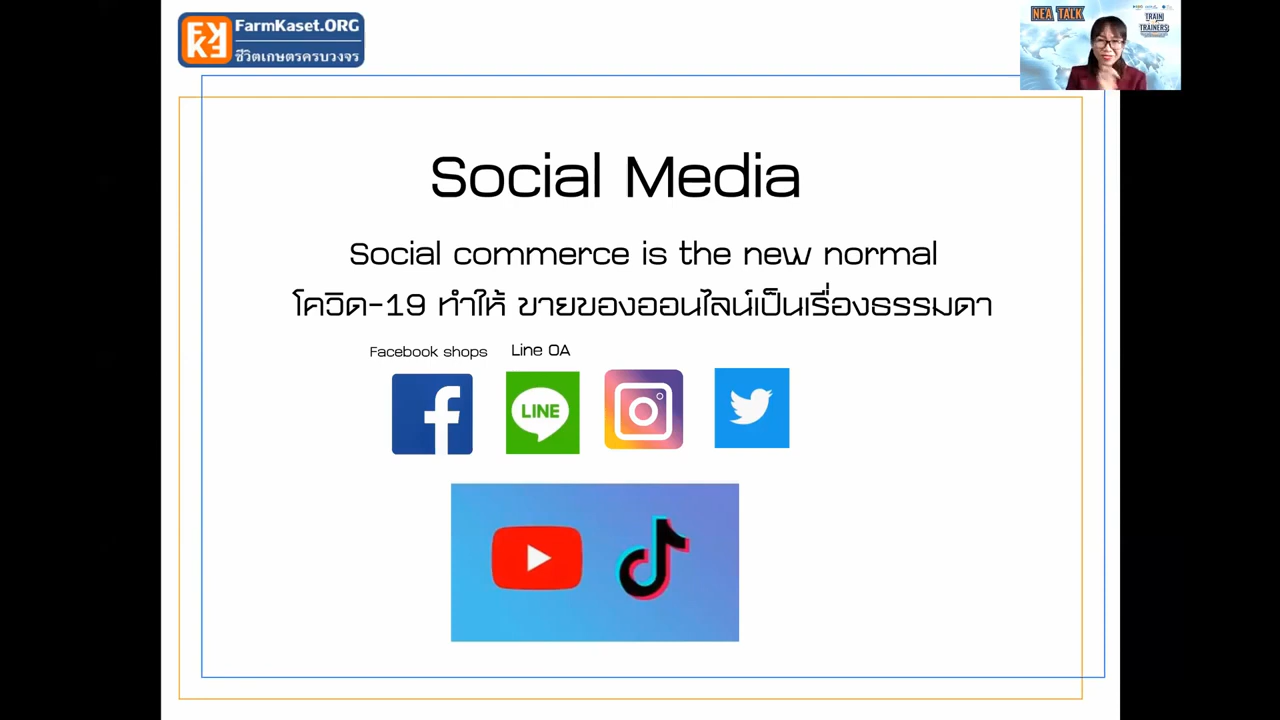 FarmKaset.ORG
ชีวิตเกษตรครบวงจร
NEA TALK
TRAIN
TRAINERS
Social Media
Social commerce is the new normal
โควิด-19 ทำให้ ขายของออนไลน์เป็นเรื่องธรรมดา
Facebook shops
Line OA
LINE